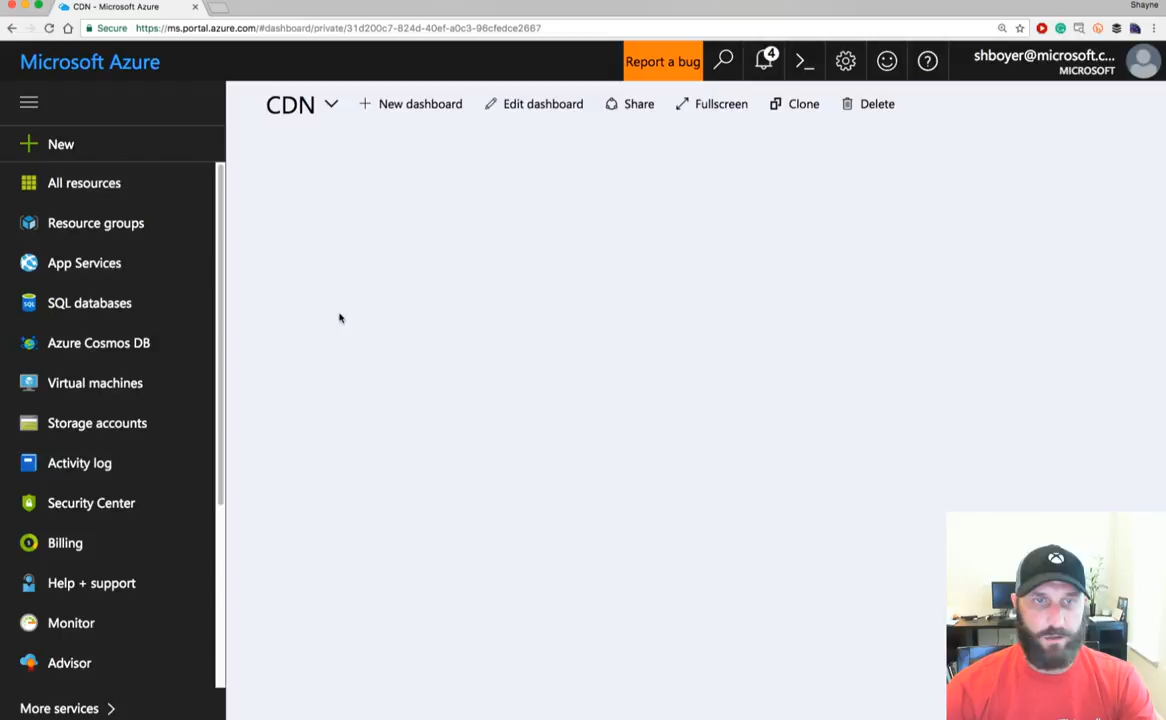 CDN - Microsoft Azure
Shayne
Secure https://ms.portal.azure.com/#dashboard/private/31d200c7-824d-40ef-a0c3-96cfedce2667
Microsoft Azure
Report a bug
4
shboyer@microsoft.c...
MICROSOFT
CDN
New dashboard
Edit dashboard
Share
Fullscreen
Clone
Delete
New
All resources
Resource groups
App Services
SQL
SQL databases
Azure Cosmos DB
Virtual machines
Storage accounts
Activity log
Security Center
Billing
Help + support
Monitor
Advisor
More services